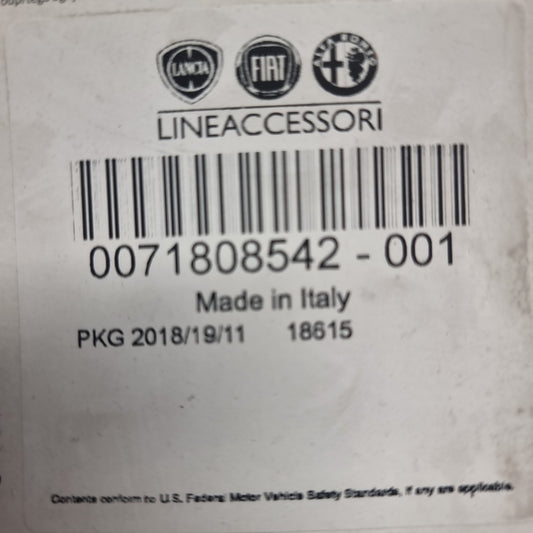 LANCIA FIAT ALFA ROMEO
LINEACCESSORI
0071808542 - 001
Made in Italy
PKG 2018/19/11 18615
Contents conform to U.S. Federal Motor Vehicle Safety Standards, if any are applicable.